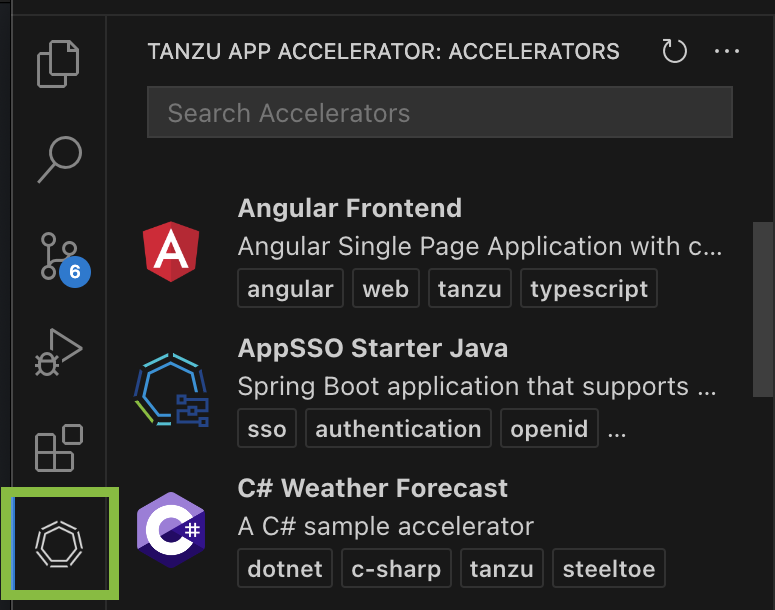 TANZU APP ACCELERATOR: ACCELERATORS
Search Accelerators
Angular Frontend
Angular Single Page Application with c...
angular web tanzu typescript
AppSSO Starter Java
Spring Boot application that supports ...
sso authentication openid ...
6
C# Weather Forecast
A C# sample accelerator
dotnet c-sharp tanzu steeltoe